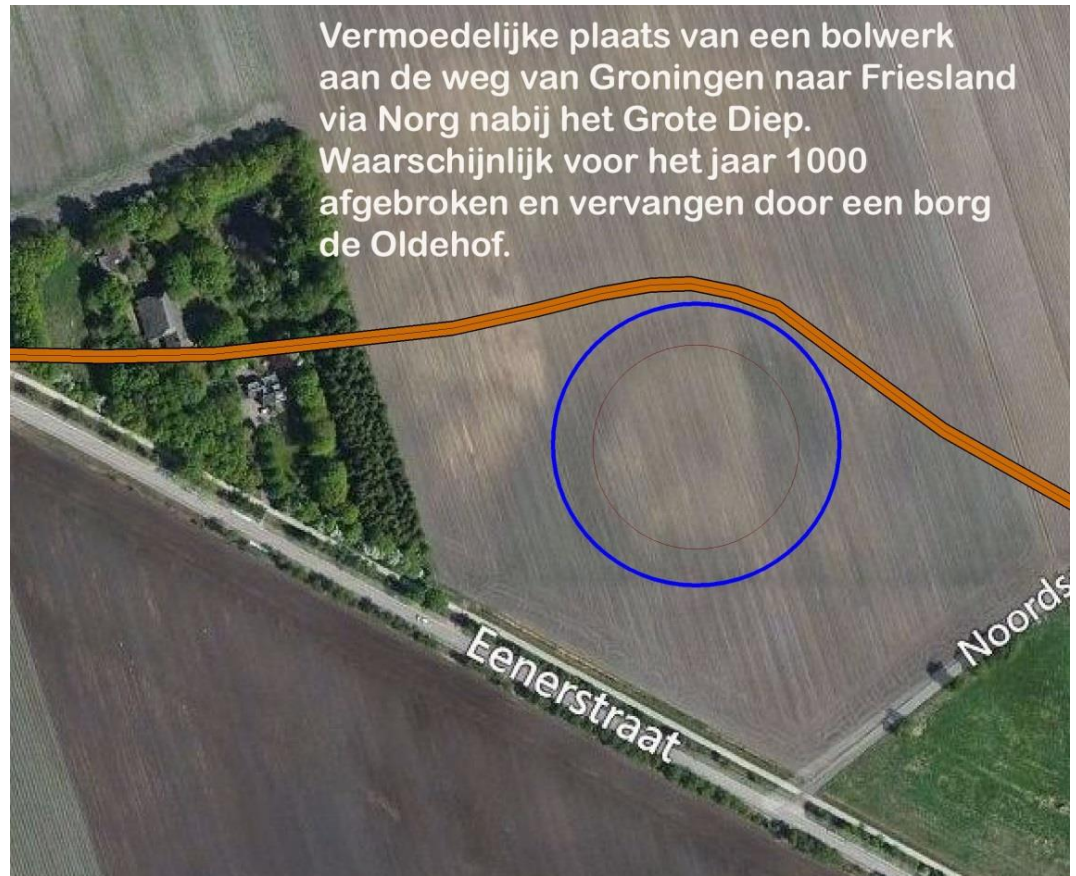 Vermoedelijke plaats van een bolwerk
aan de weg van Groningen naar Friesland
via Norg nabij het Grote Diep.
Waarschijnlijk voor het jaar 1000
afgebroken en vervangen door een borg
de Oldehof.
Eenerstraat
Noords